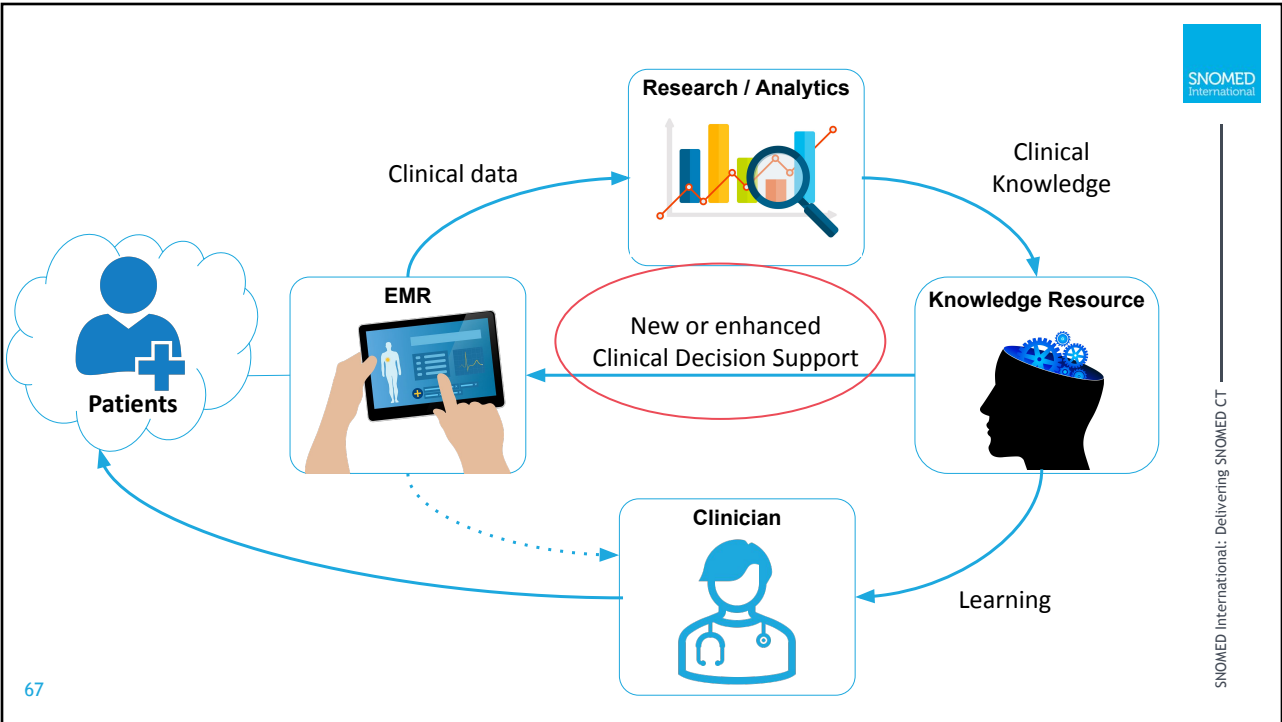 SNOMED
International
Research / Analytics
Clinical data
Clinical
Knowledge
EMR
New or enhanced
Clinical Decision Support
Knowledge Resource
Patients
Clinician
Learning
SNOMED International: Delivering SNOMED CT
67